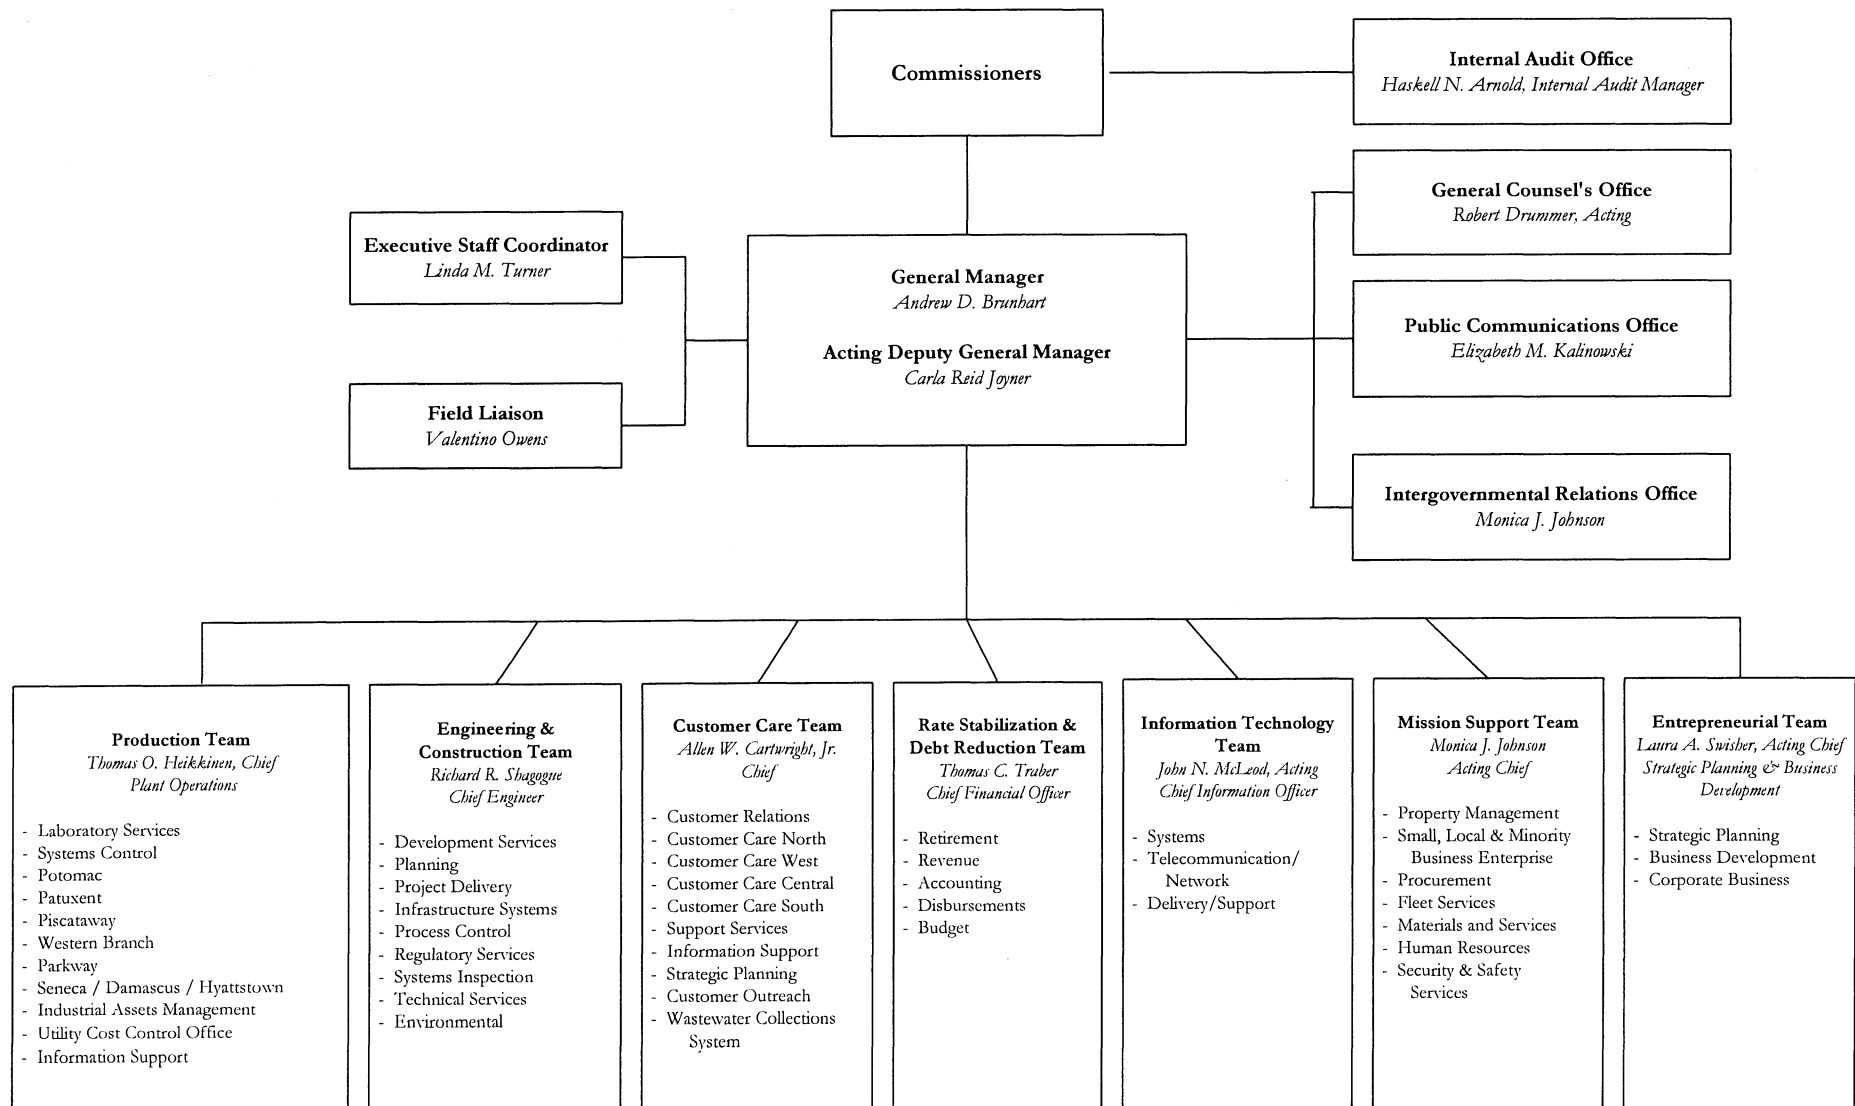 Commissioners
Internal Audit Office
Haskell N. Arnold, Internal Audit Manager
General Counsel's Office
Robert Drummer, Acting
Executive Staff Coordinator
Linda M. Turner
General Manager
Andrew D. Brunhart
Acting Deputy General Manager
Carla Reid Joyner
Public Communications Office
Elizabeth M. Kalinowski
Field Liaison
Valentino Owens
Intergovernmental Relations Office
Monica J. Johnson
Production Team
Thomas O. Heikkinen, Chief
Plant Operations
- Laboratory Services
- Systems Control
- Potomac
- Patuxent
- Piscataway
- Western Branch
- Parkway
- Seneca / Damascus / Hyattstown
- Industrial Assets Management
- Utility Cost Control Office
- Information Support
Engineering &
Construction Team
Richard R. Shagogue
Chief Engineer
- Development Services
- Planning
- Project Delivery
- Infrastructure Systems
- Process Control
- Regulatory Services
- Systems Inspection
- Technical Services
- Environmental
Customer Care Team
Allen W. Cartwright, Jr.
Chief
- Customer Relations
- Customer Care North
- Customer Care West
- Customer Care Central
- Customer Care South
- Support Services
- Information Support
- Strategic Planning
- Customer Outreach
- Wastewater Collections
System
Rate Stabilization &
Debt Reduction Team
Thomas C. Traber
Chief Financial Officer
- Retirement
- Revenue
- Accounting
- Disbursements
- Budget
Information Technology
Team
John N. McLeod, Acting
Chief Information Officer
- Systems
- Telecommunication/
Network
- Delivery/Support
Mission Support Team
Monica J. Johnson
Acting Chief
- Property Management
- Small, Local & Minority
Business Enterprise
- Procurement
- Fleet Services
- Materials and Services
- Human Resources
- Security & Safety
Services
Entrepreneurial Team
Laura A. Swisher, Acting Chief
Strategic Planning & Business
Development
- Strategic Planning
- Business Development
- Corporate Business